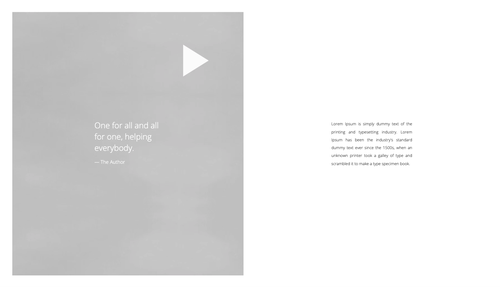 One for all and all
for one, helping
everybody.
— The Author
Lorem Ipsum is simply dummy text of the
printing and typesetting industry. Lorem
Ipsum has been the industry's standard
dummy text ever since the 1500s, when an
unknown printer took a galley of type and
scrambled it to make a type specimen book.